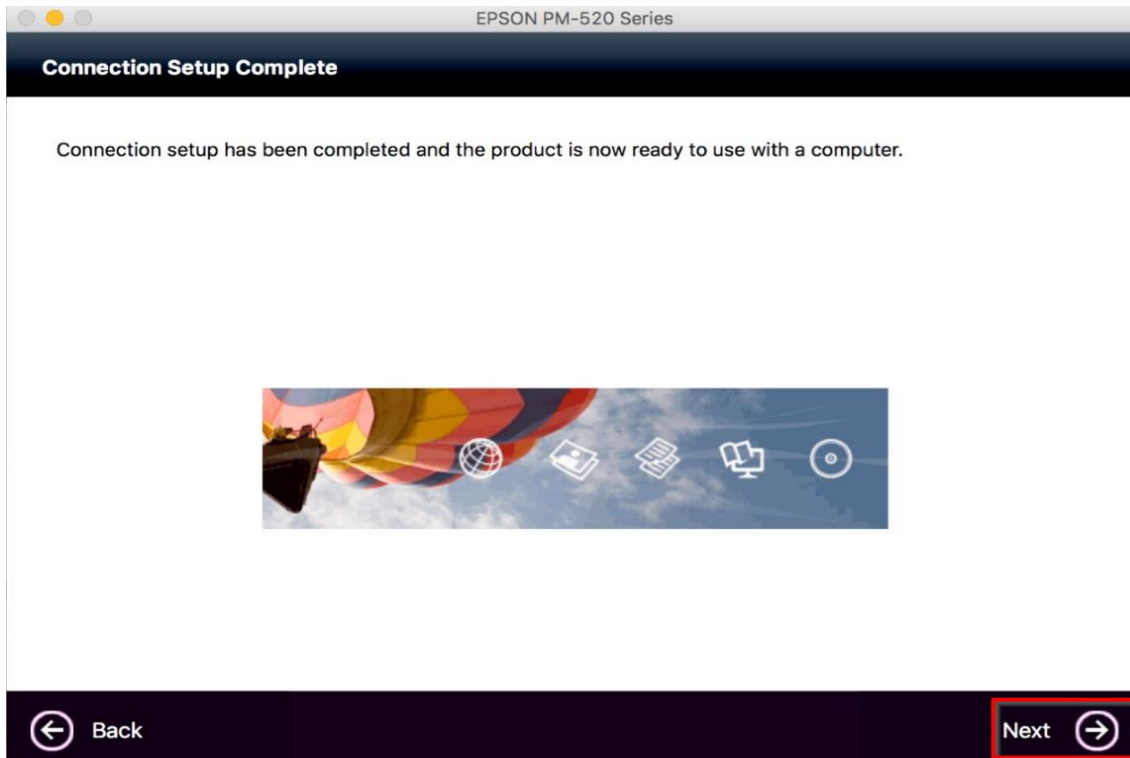 EPSON PM-520 Series
Connection Setup Complete
Connection setup has been completed and the product is now ready to use with a computer.
Back
Next